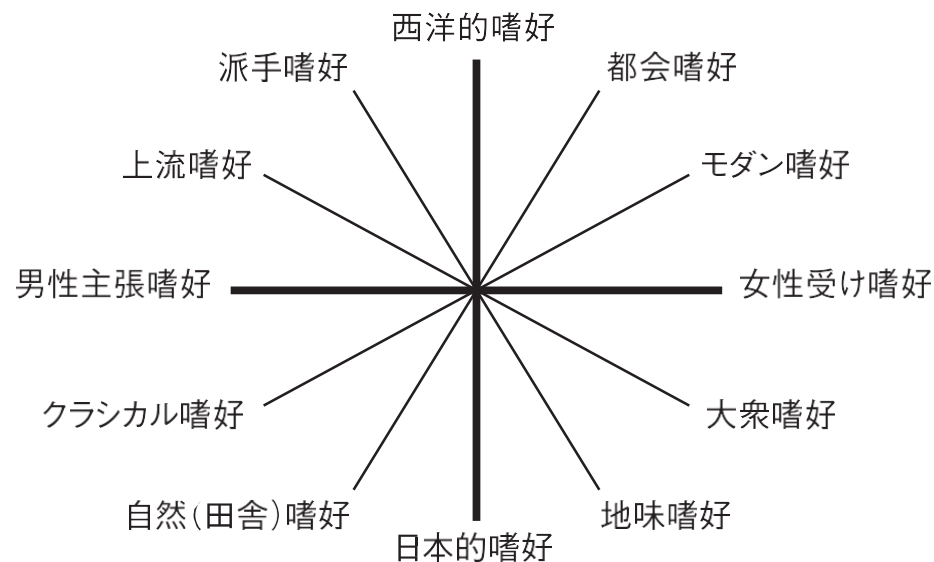 西洋的嗜好
派手嗜好
都会嗜好
上流嗜好
モダン嗜好
男性主張嗜好
女性受け嗜好
クラシカル嗜好
大衆嗜好
自然(田舎)嗜好
地味嗜好
日本的嗜好